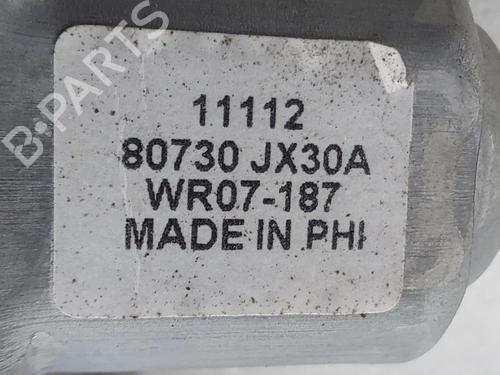 B-PARTS
11112
80730 JX30A
WR07-187
MADE IN PHI